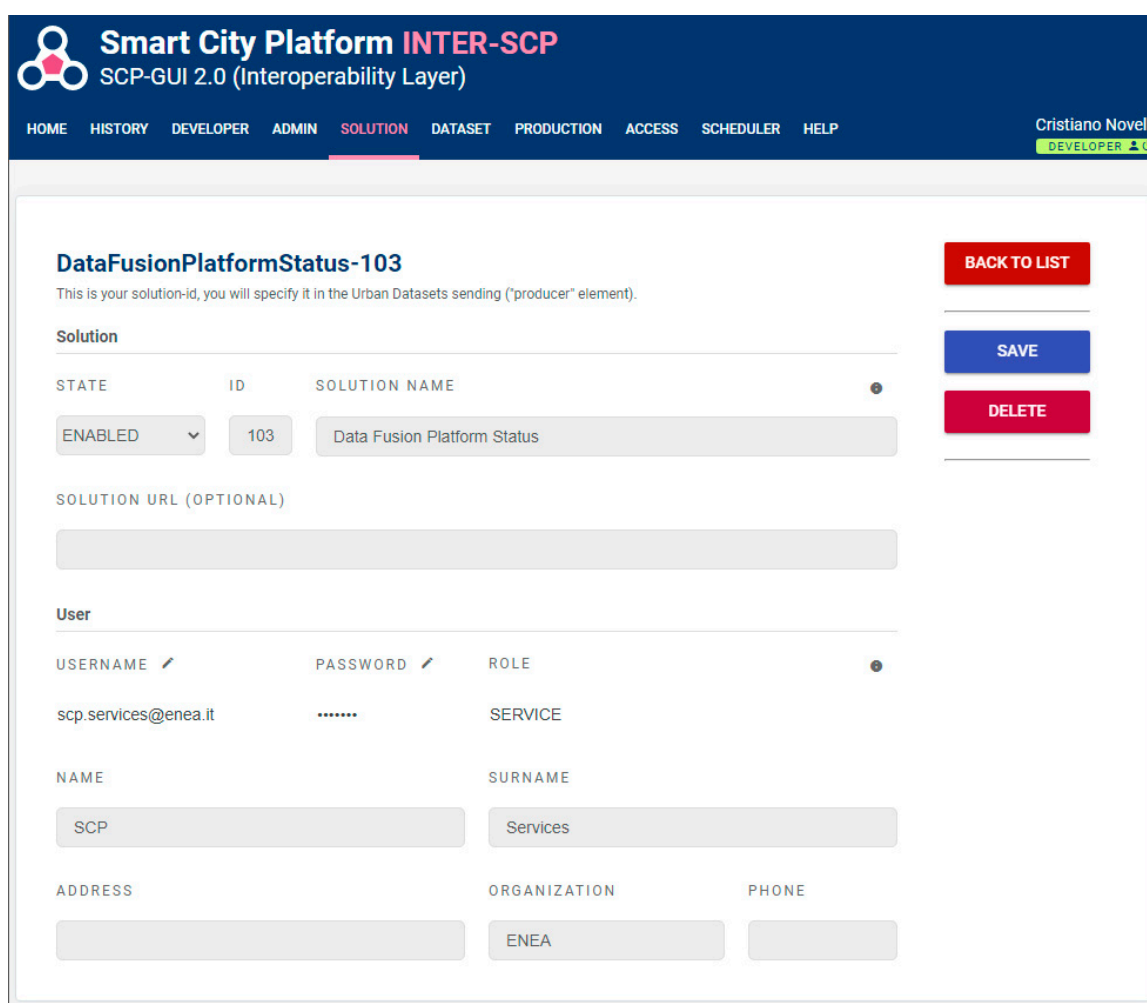 Smart City Platform INTER-SCP
SCP-GUI 2.0 (Interoperability Layer)
HOME HISTORY DEVELOPER ADMIN SOLUTION DATASET PRODUCTION ACCESS SCHEDULER HELP
Cristiano Novel
DEVELOPER
DataFusionPlatformStatus-103
This is your solution-id, you will specify it in the Urban Datasets sending ("producer" element).
BACK TO LIST
Solution
SAVE
STATE ID SOLUTION NAME
DELETE
ENABLED 103 Data Fusion Platform Status
SOLUTION URL (OPTIONAL)
User
USERNAME PASSWORD ROLE
scp.services@enea.it ••••••• SERVICE
NAME SURNAME
SCP Services
ADDRESS ORGANIZATION PHONE
ENEA